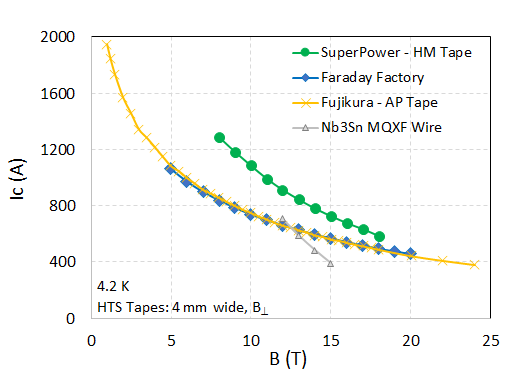 2000
1600
1200
800
400
0
Ic (A)
SuperPower - HM Tape
Faraday Factory
Fujikura - AP Tape
Nb3Sn MQXF Wire
4.2 K
HTS Tapes: 4 mm wide, B⊥
0 5 10 15 20 25
B (T)